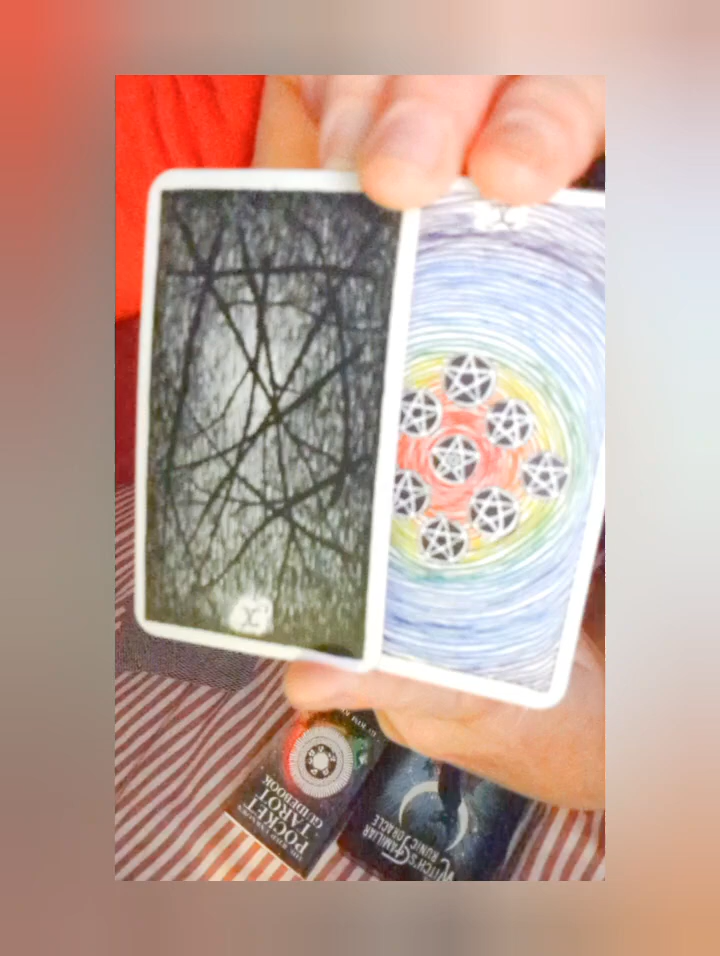 X
X
POCKET
TAROT
GUIDEBOOK
WITCH'S FAMILIAR
RUNIC ORACLE